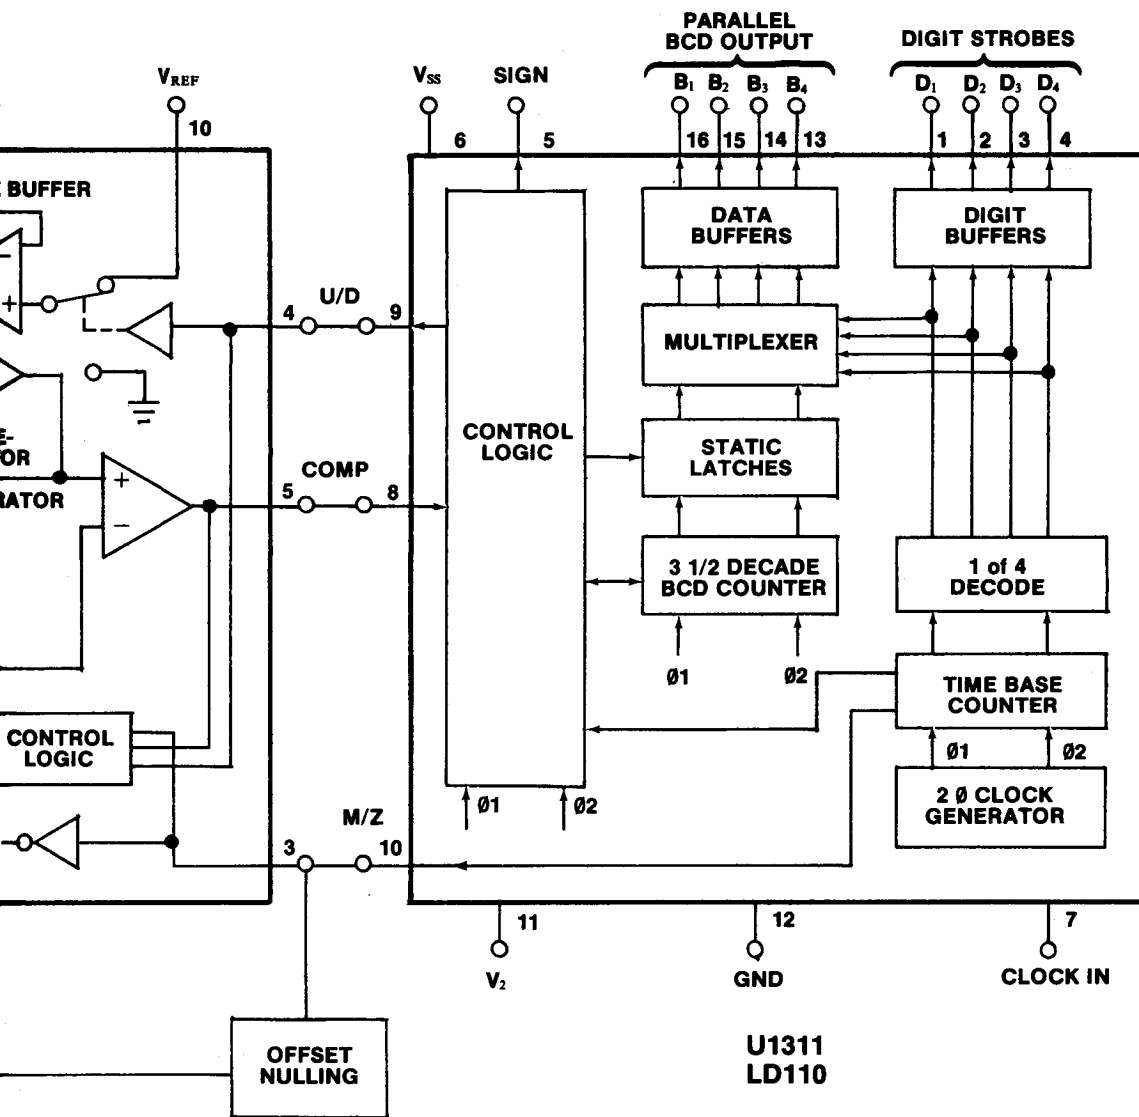 PARALLEL
BCD OUTPUT
DIGIT STROBES
VREF
VSS
SIGN
B1 B2 B3 B4
D1 D2 D3 D4
10
6
5
16 15 14 13
1 2 3 4
BUFFER
DATA
BUFFERS
DIGIT
BUFFERS
U/D
4 9
MULTIPLEXER
CONTROL
LOGIC
STATIC
LATCHES
COMP
5 8
E-
TOR
RATOR
+
−
−
+
3 1/2 DECADE
BCD COUNTER
1 of 4
DECODE
Ø1 Ø2
TIME BASE
COUNTER
CONTROL
LOGIC
Ø1 Ø2
2 Ø CLOCK
GENERATOR
Ø1 Ø2
M/Z
3 10
11
12
7
V2
GND
CLOCK IN
OFFSET
NULLING
U1311
LD110